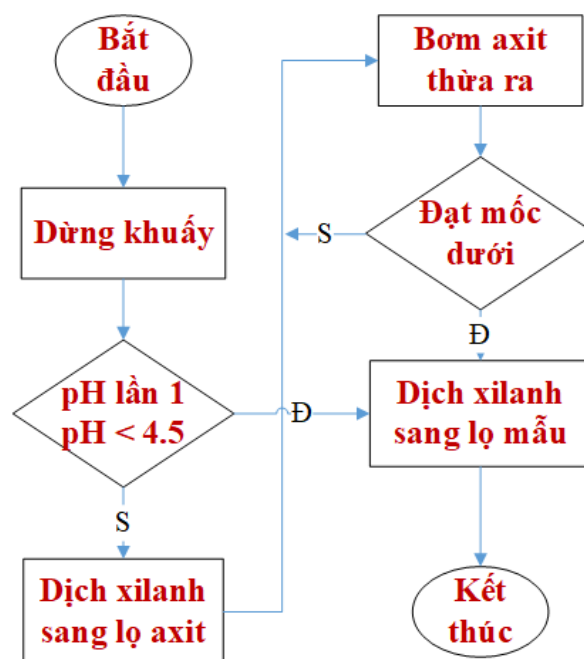 Bắt
đầu
Dừng khuấy
pH lần 1
pH < 4.5
Đ
S
Dịch xilanh
sang lọ axit
Bơm axit
thừa ra
Đạt mốc
dưới
S
Đ
Dịch xilanh
sang lọ mẫu
Kết
thúc